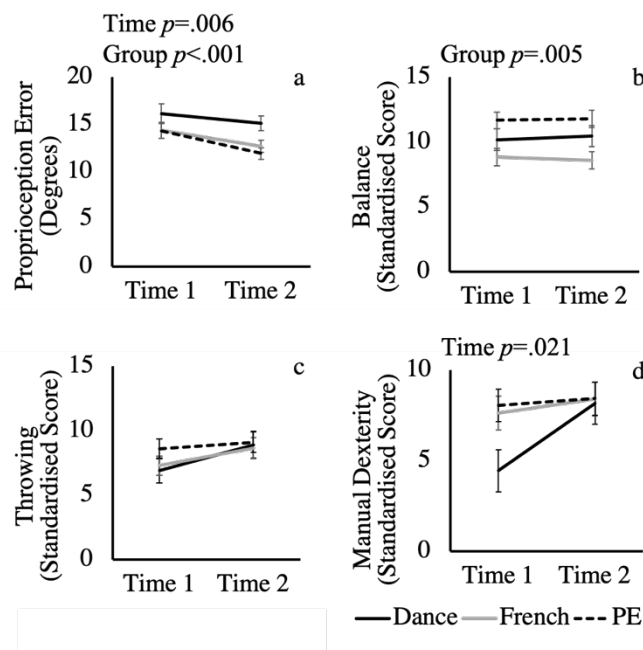 Time p=.006
Group p<.001
a
20
15
10
5
0
Proprioception Error
(Degrees)
Time 1 Time 2
Group p=.005
b
15
10
5
0
Balance
(Standardised Score)
Time 1 Time 2
c
15
10
5
0
Throwing
(Standardised Score)
Time 1 Time 2
Time p=.021
d
10
5
0
Manual Dexterity
(Standardised Score)
Time 1 Time 2
Dance French PE